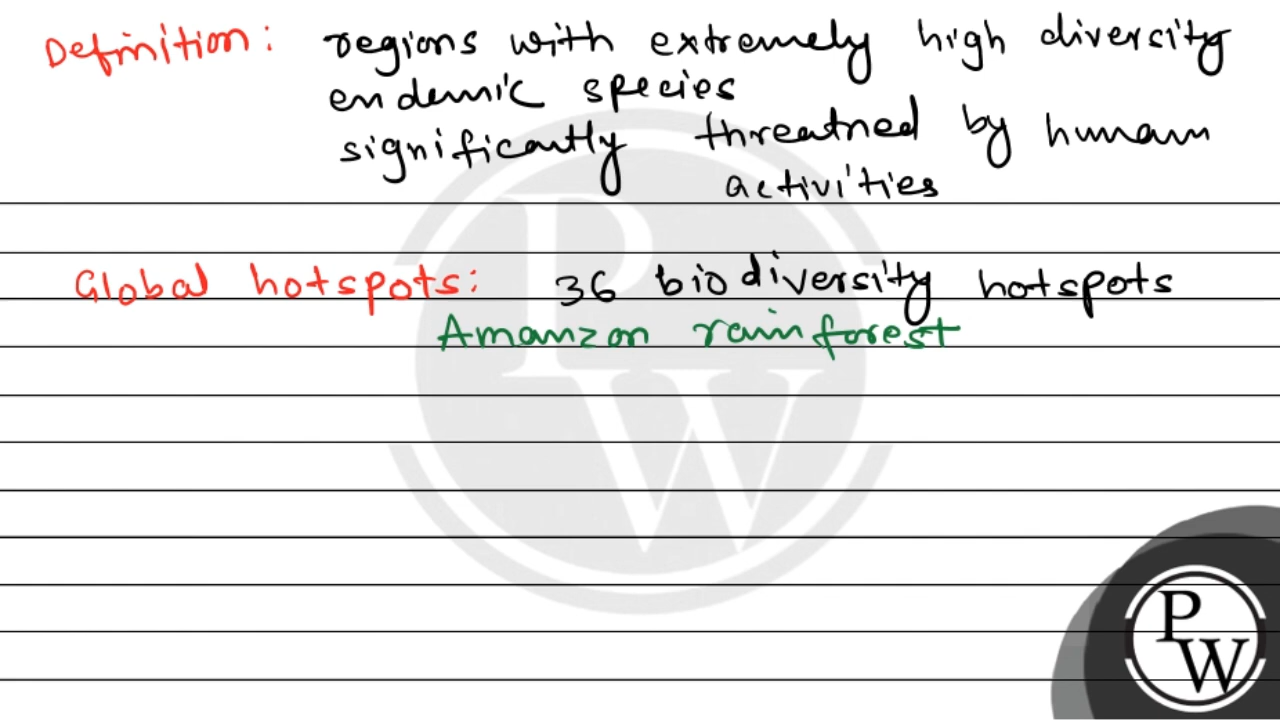 Definition: regions with extremely high diversity
endemic species
significantly threatned by human
activities
Global hotspots: 36 biodiversity hotspots
Amanzon rainforest
PW
PW